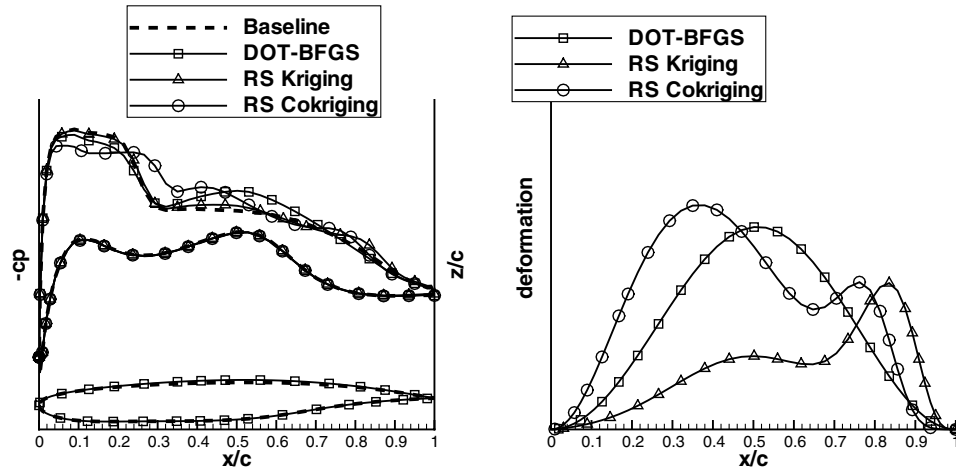 Baseline
DOT-BFGS
RS Kriging
RS Cokriging
-cp
z/c
0 0.1 0.2 0.3 0.4 0.5 0.6 0.7 0.8 0.9 1
x/c
DOT-BFGS
RS Kriging
RS Cokriging
deformation
0 0.1 0.2 0.3 0.4 0.5 0.6 0.7 0.8 0.9 1
x/c